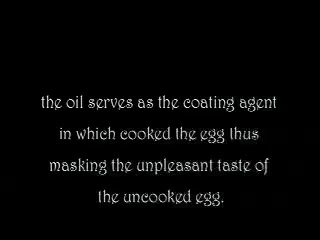 the oil serves as the coating agent
in which cooked the egg thus
masking the unpleasant taste of
the uncooked egg.